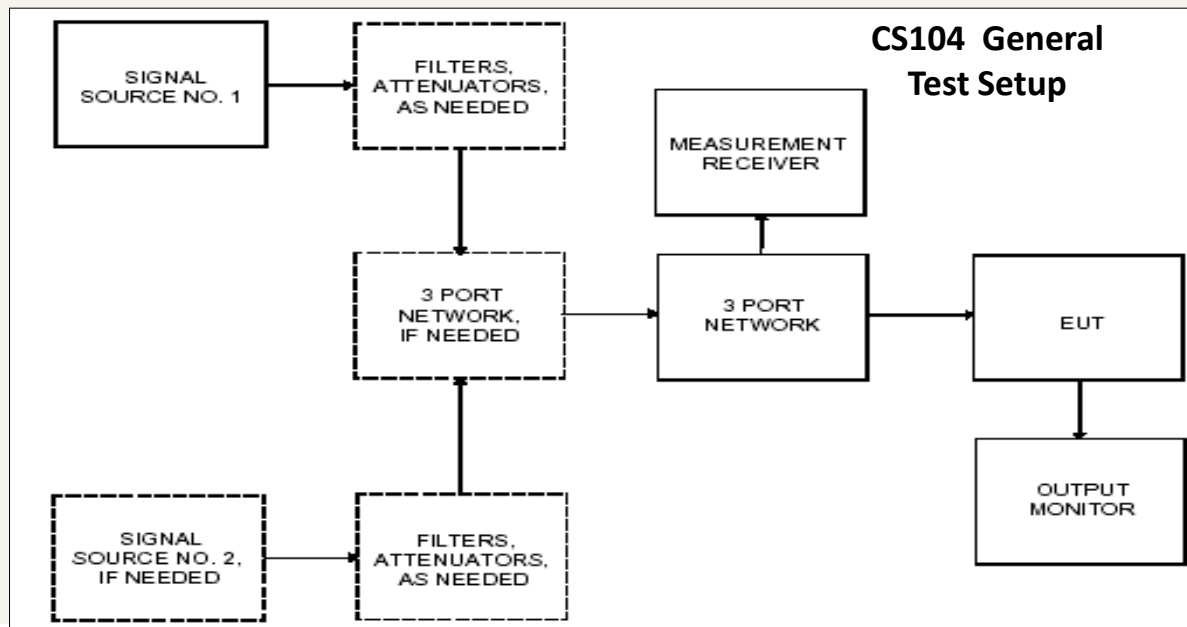 CS104 General
Test Setup
SIGNAL
SOURCE NO. 1
FILTERS,
ATTENUATORS,
AS NEEDED
MEASUREMENT
RECEIVER
3 PORT
NETWORK,
IF NEEDED
3 PORT
NETWORK
EUT
SIGNAL
SOURCE NO. 2,
IF NEEDED
FILTERS,
ATTENUATORS,
AS NEEDED
OUTPUT
MONITOR